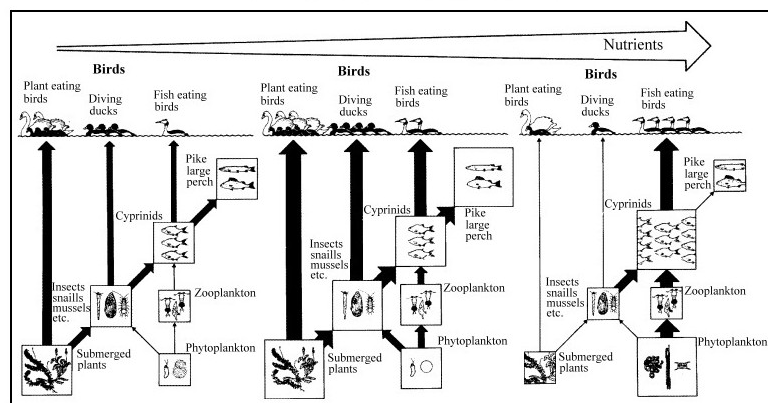 Nutrients
Birds
Plant eating
birds
Diving
ducks
Fish eating
birds
Pike
large
perch
Cyprinids
Insects
snaills
mussels
etc.
Zooplankton
Phytoplankton
Submerged
plants
Birds
Plant eating
birds
Diving
ducks
Fish eating
birds
Cyprinids
Pike
large perch
Insects
snaills
mussels
etc.
Zooplankton
Phytoplankton
Submerged
plants
Birds
Plant eating
birds
Diving
ducks
Fish eating
birds
Pike
large perch
Cyprinids
Insects
snaills
mussels
etc.
Zooplankton
Phytoplankton
Submerged
plants